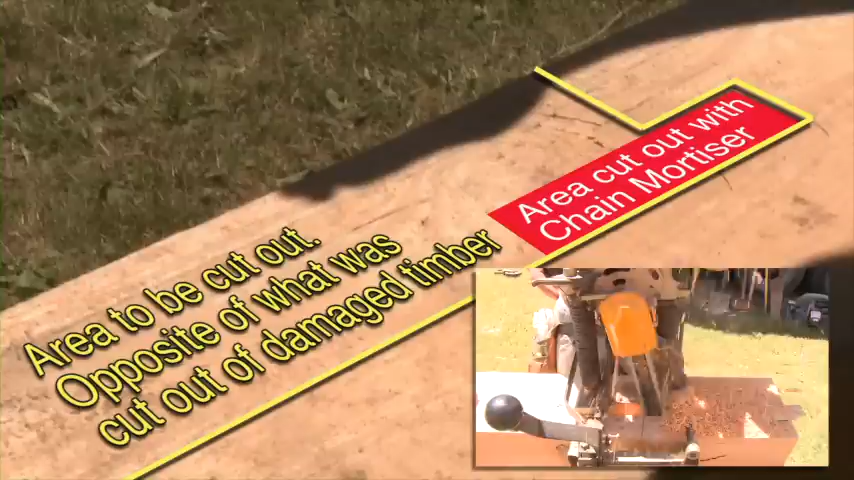 Area to be cut out.
Opposite of what was
cut out of damaged timber
Area cut out with
Chain Mortiser